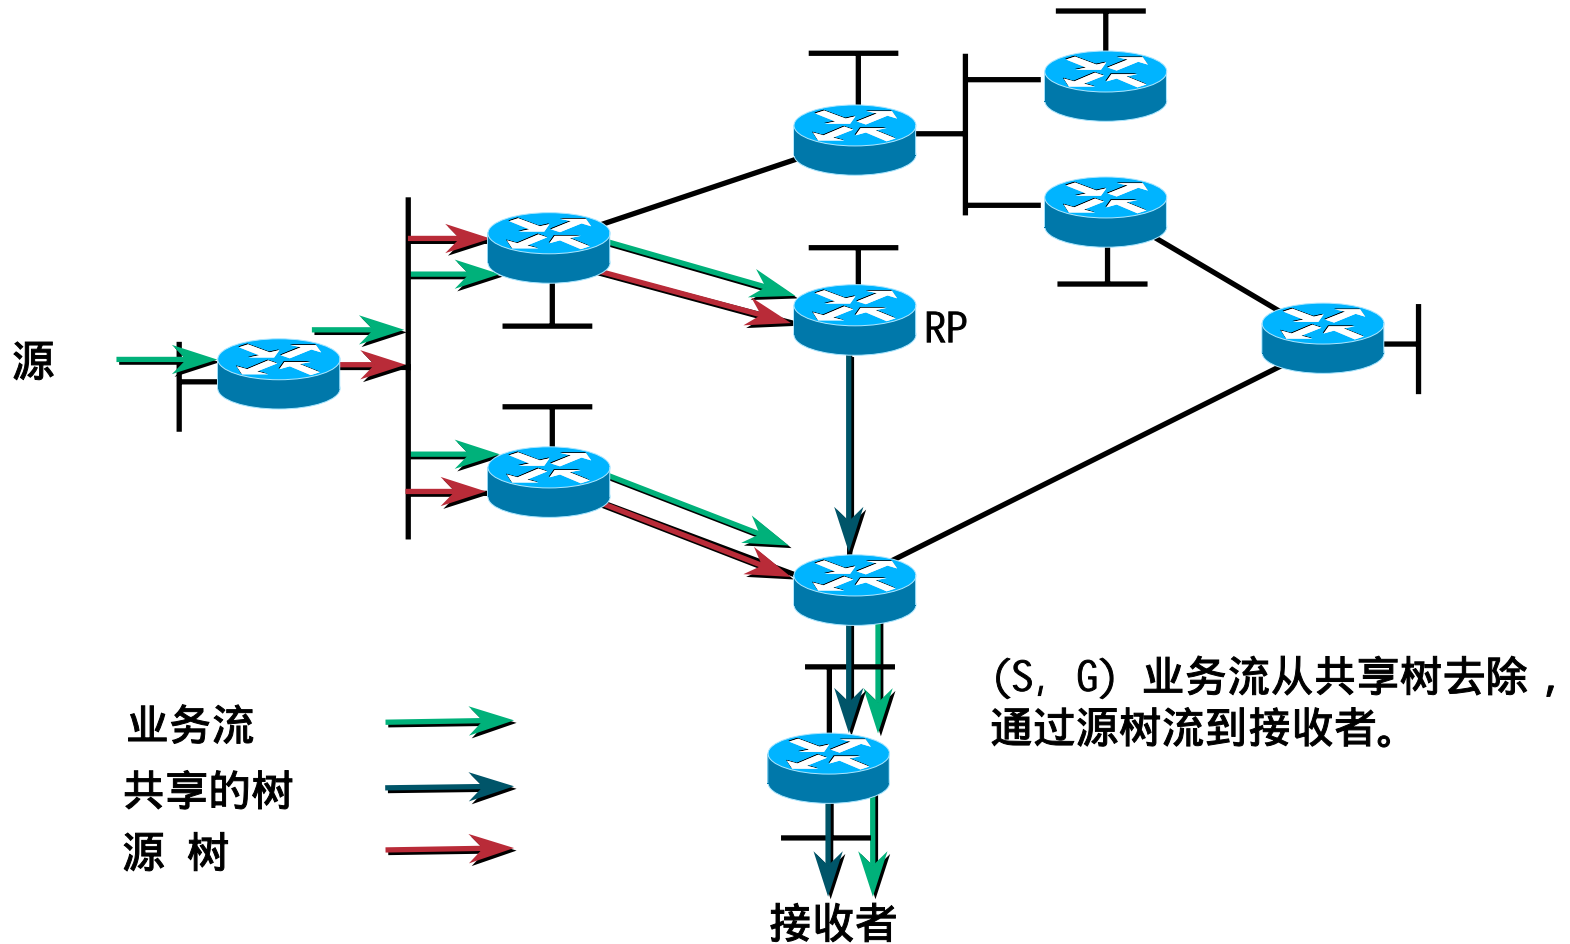 源
RP
(S, G) 业务流从共享树去除，
通过源树流到接收者。
业务流
共享的树
源 树
接收者